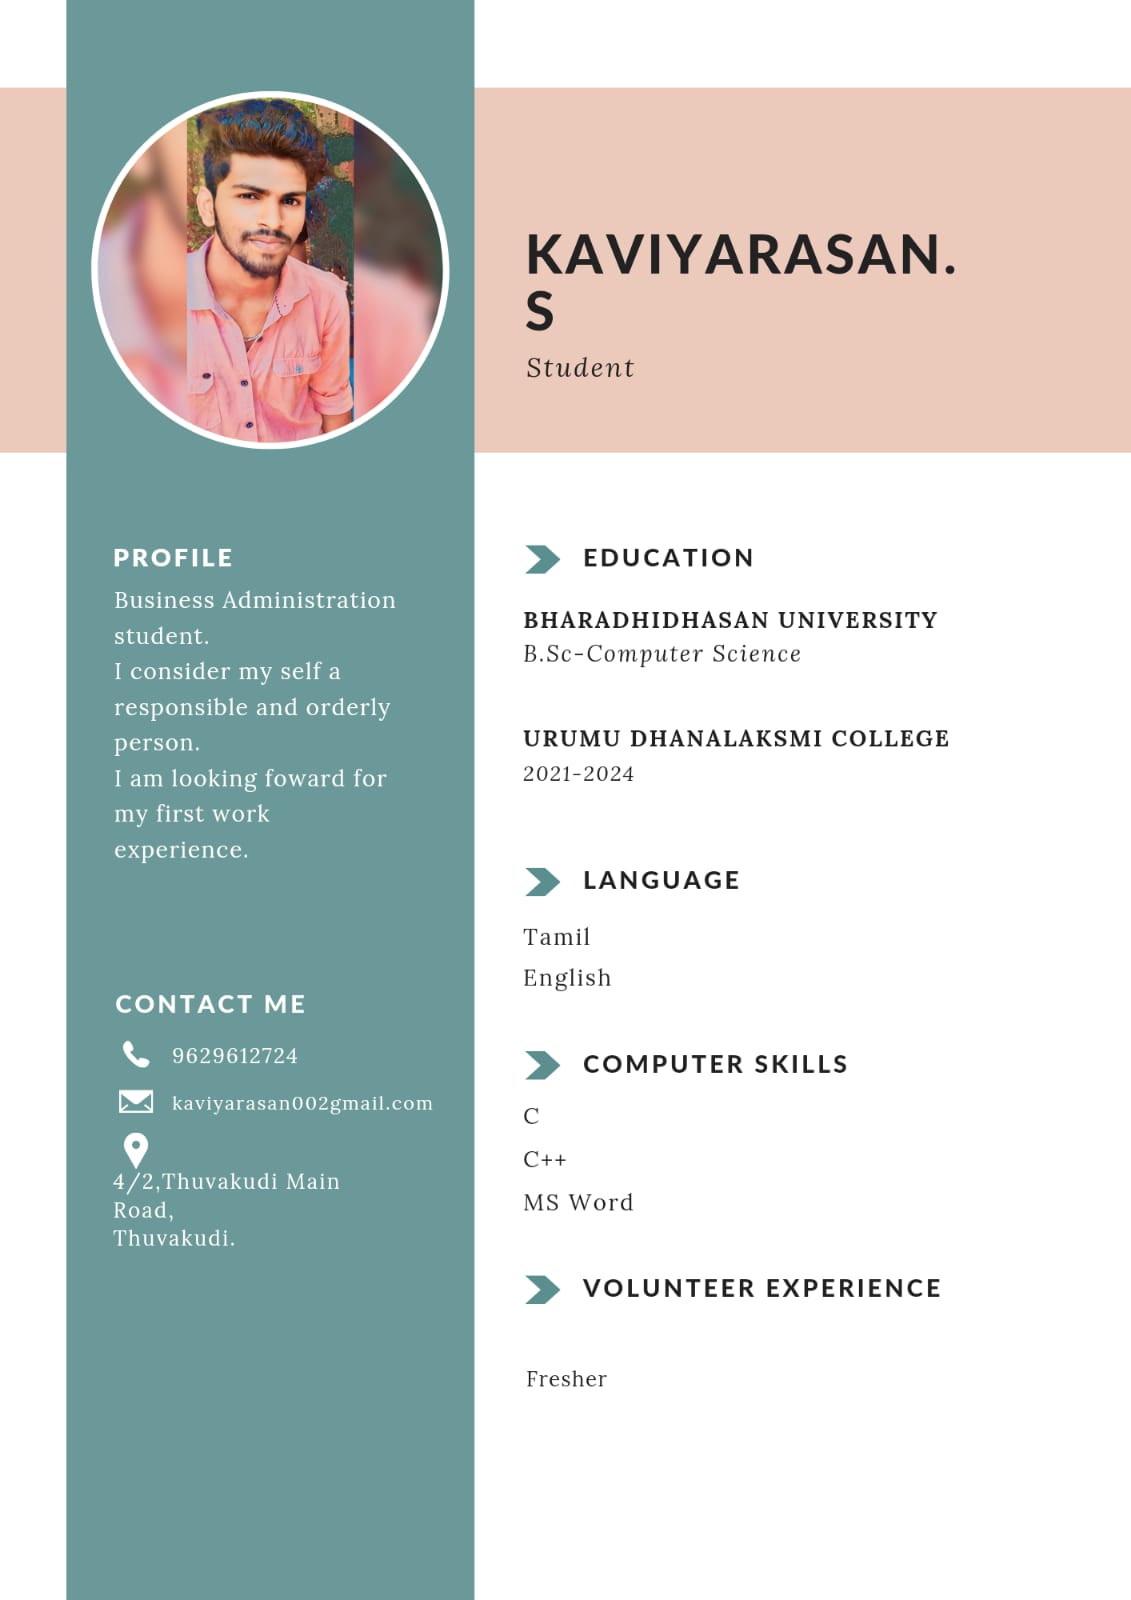 KAVIYARASAN.
S
Student
PROFILE
Business Administration
student.
I consider my self a
responsible and orderly
person.
I am looking foward for
my first work
experience.
CONTACT ME
9629612724
kaviyarasan002gmail.com
4/2,Thuvakudi Main
Road,
Thuvakudi.
EDUCATION
BHARADHIDHASAN UNIVERSITY
B.Sc-Computer Science
URUMU DHANALAKSMI COLLEGE
2021-2024
LANGUAGE
Tamil
English
COMPUTER SKILLS
C
C++
MS Word
VOLUNTEER EXPERIENCE
Fresher